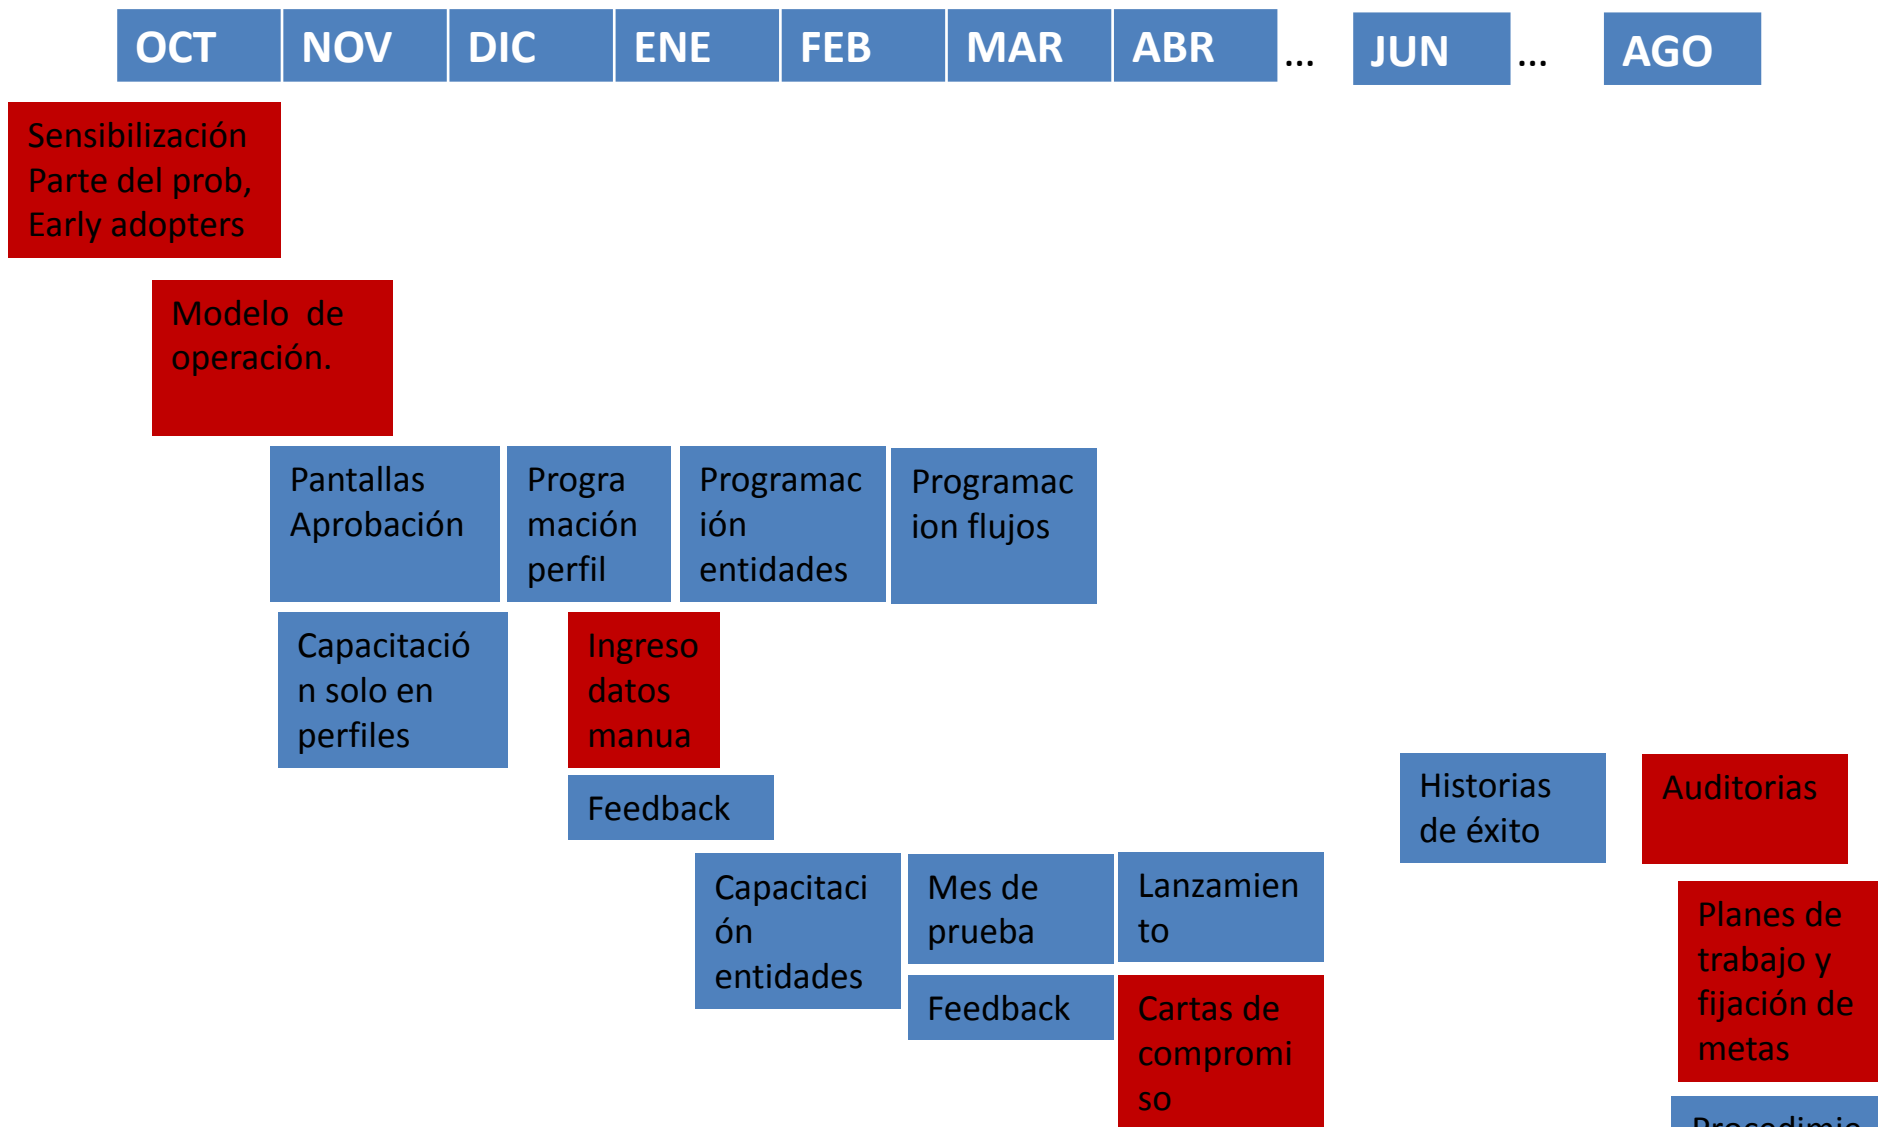 OCT NOV DIC ENE FEB MAR ABR ... JUN ... AGO
Sensibilización
Parte del prob,
Early adopters
Modelo de
operación.
Pantallas
Aprobación
Progra
mación
perfil
Programac
ión
entidades
Programac
ion flujos
Capacitació
n solo en
perfiles
Ingreso
datos
manua
Feedback
Historias
de éxito
Auditorias
Capacitaci
ón
entidades
Mes de
prueba
Lanzamien
to
Feedback
Cartas de
compromi
so
Planes de
trabajo y
fijación de
metas
Procedimie